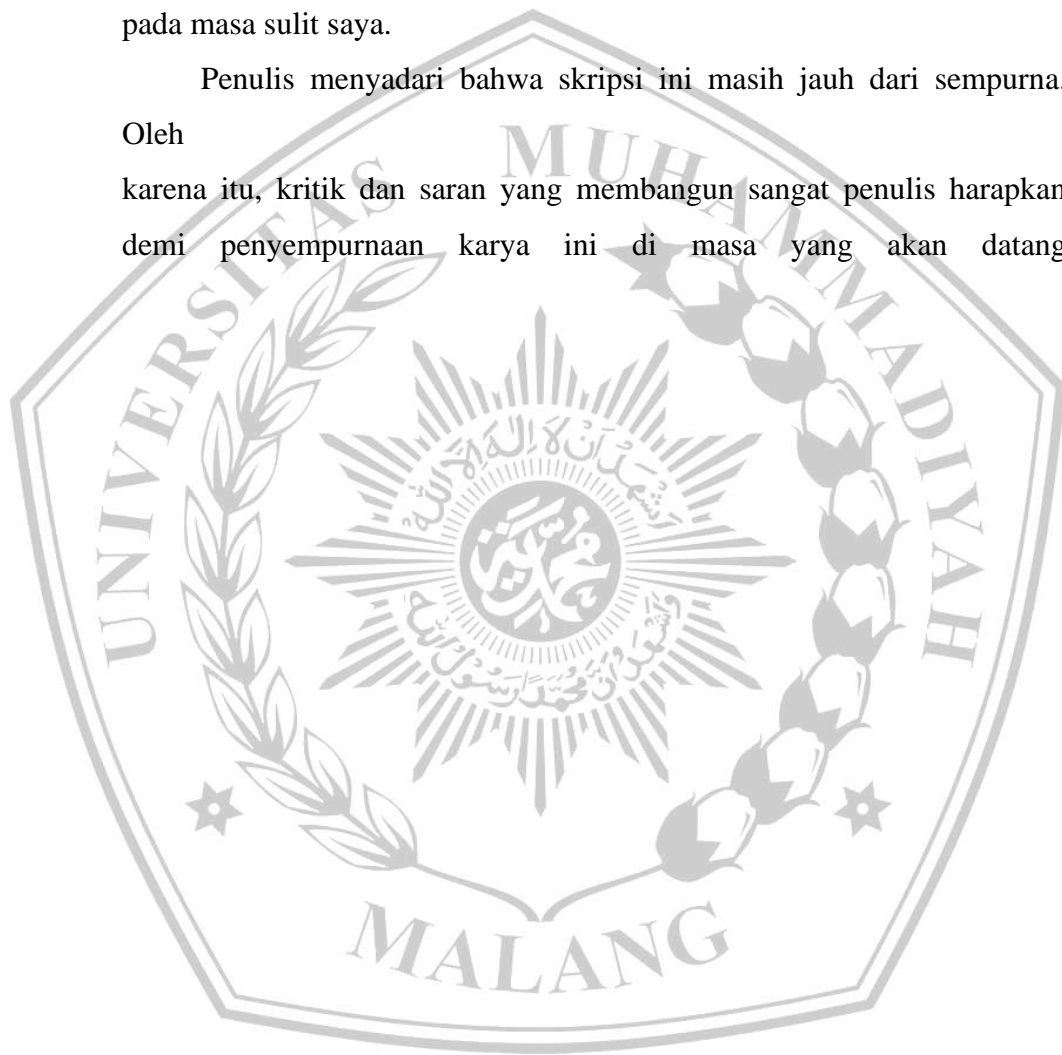 pada masa sulit saya.
Penulis menyadari bahwa skripsi ini masih jauh dari sempurna.
Oleh
karena itu, kritik dan saran yang membangun sangat penulis harapkan
demi penyempurnaan karya ini di masa yang akan datang
UNIVERSITAS MUHAMMADIYAH
MALANG